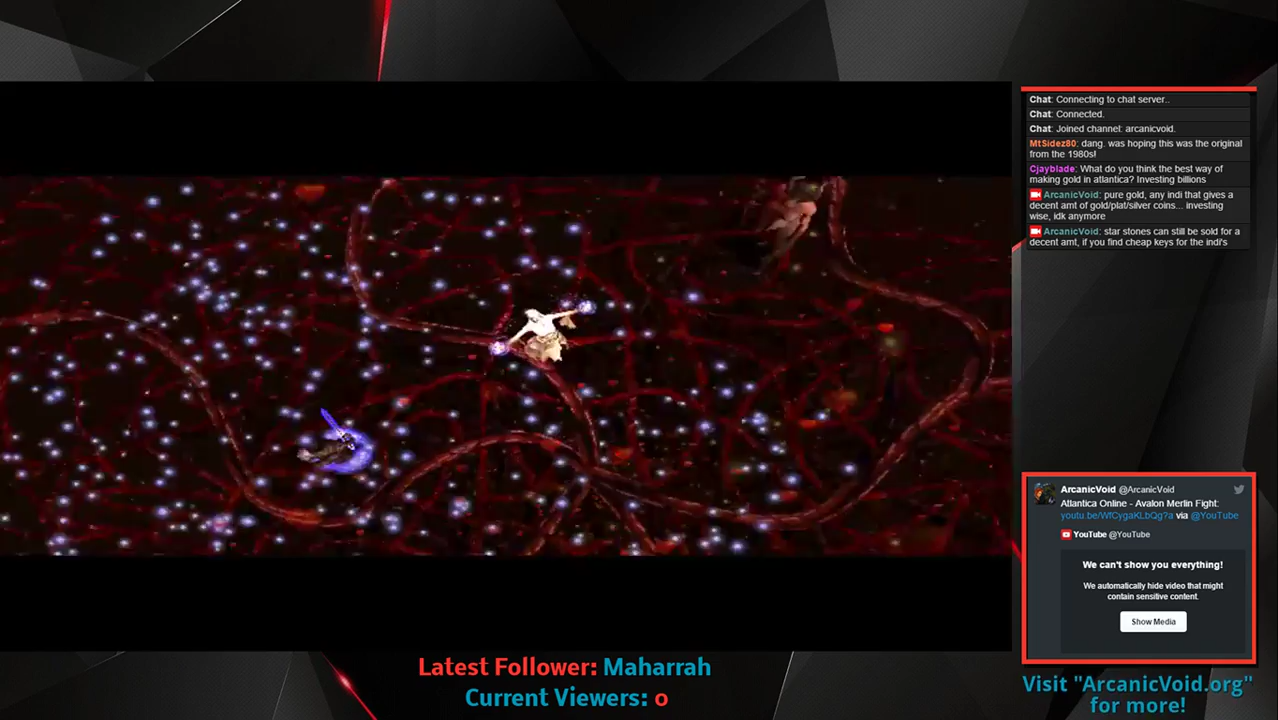 Chat: Connecting to chat server..
Chat: Connected.
Chat: Joined channel: arcanicvoid.
MtSidez80: dang. was hoping this was the original
from the 1980s!
Cjayblade: What do you think the best way of
making gold in atlantica? Investing billions
ArcanicVoid: pure gold, any indi that gives a
decent amt of gold/plat/silver coins... investing
wise, idk anymore
ArcanicVoid: star stones can still be sold for a
decent amt, if you find cheap keys for the indi's
ArcanicVoid @ArcanicVoid
Atlantica Online - Avalon Merlin Fight:
youtu.be/WfCygaKLbQg?a via @YouTube
YouTube @YouTube
We can't show you everything!
We automatically hide video that might
contain sensitive content.
Show Media
Latest Follower: Maharrah
Current Viewers: 0
Visit "ArcanicVoid.org"
for more!